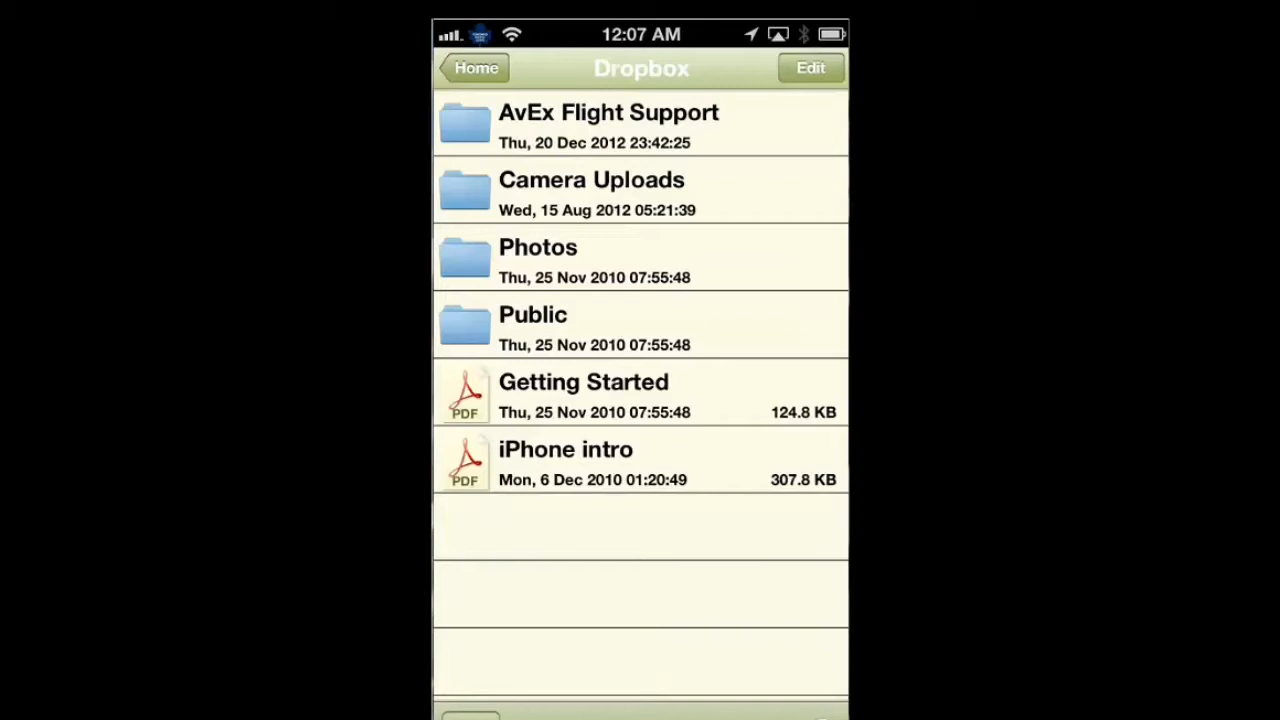 12:07 AM
Home
Dropbox
Edit
AvEx Flight Support
Thu, 20 Dec 2012 23:42:25
Camera Uploads
Wed, 15 Aug 2012 05:21:39
Photos
Thu, 25 Nov 2010 07:55:48
Public
Thu, 25 Nov 2010 07:55:48
Getting Started
PDF
Thu, 25 Nov 2010 07:55:48 124.8 KB
iPhone intro
PDF
Mon, 6 Dec 2010 01:20:49 307.8 KB